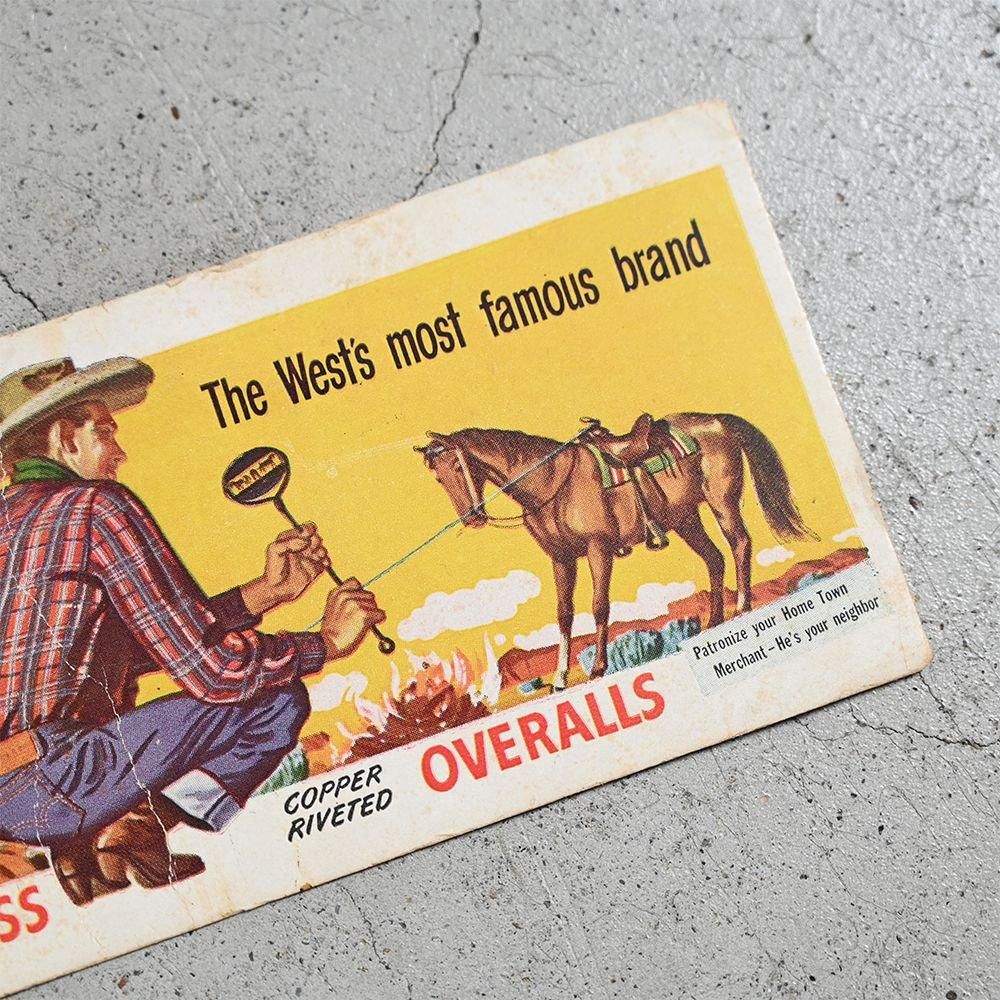 The West's most famous brand
Patronize your Home Town
Merchant – He's your neighbor
SS
COPPER
RIVETED
OVERALLS